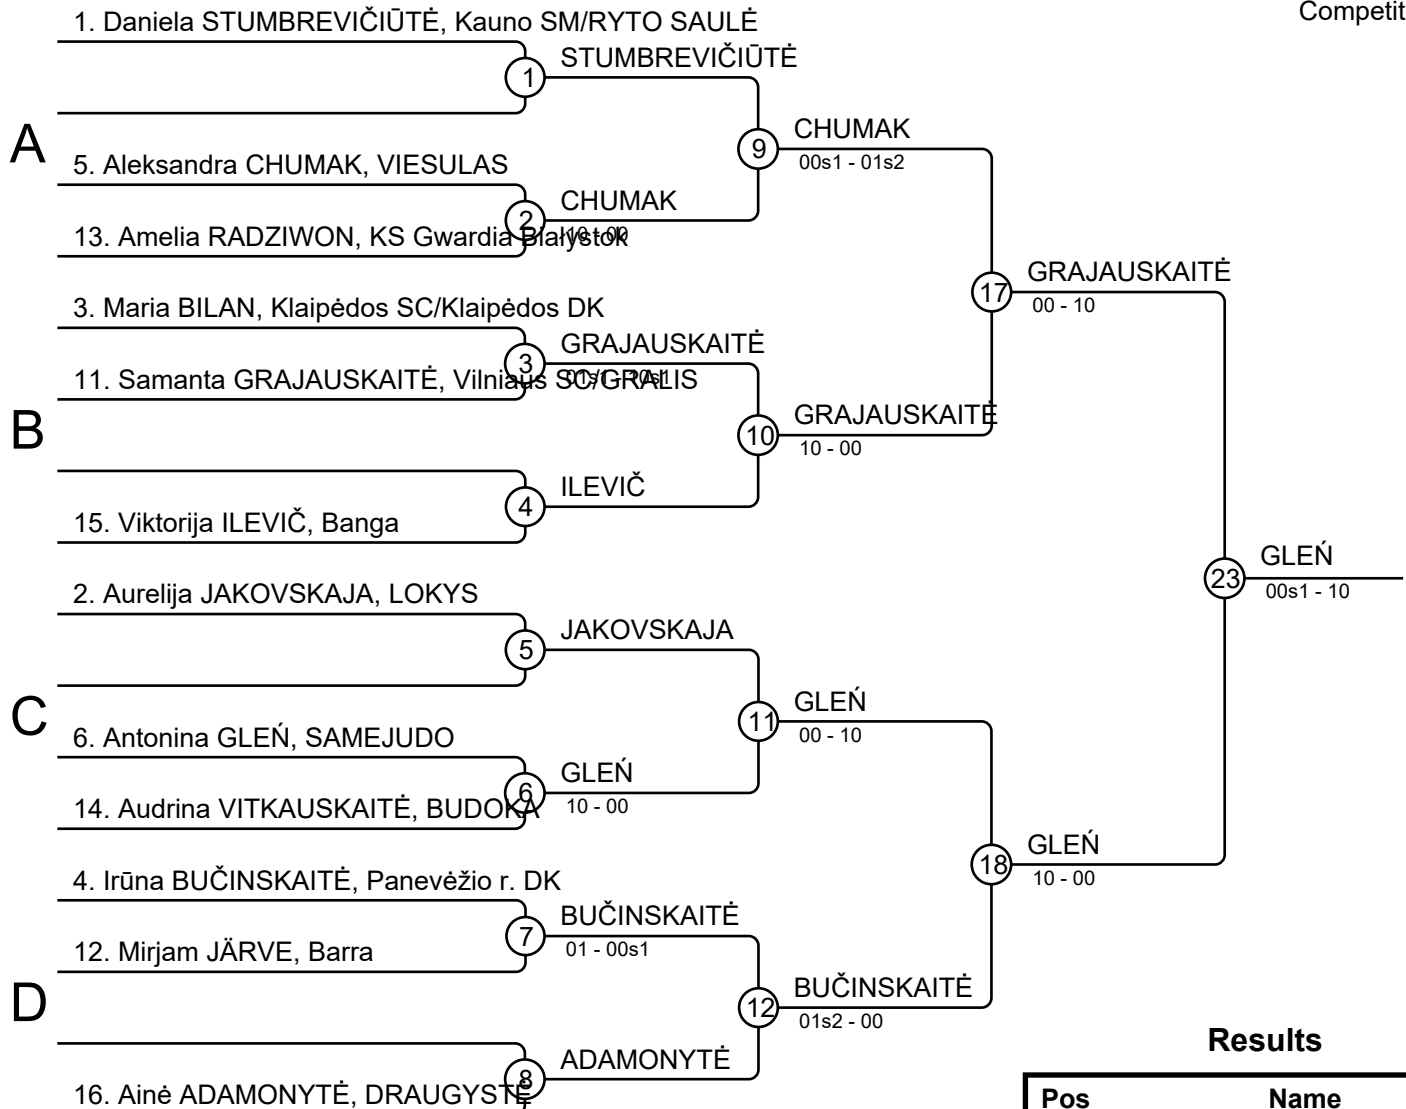 Competit
1. Daniela STUMBREVIČIŪTĖ, Kauno SM/RYTO SAULĖ
1
STUMBREVIČIŪTĖ
A
5. Aleksandra CHUMAK, VIESULAS
2
CHUMAK
10 - 00
13. Amelia RADZIWON, KS Gwardia Białystok
9
CHUMAK
00s1 - 01s2
3. Maria BILAN, Klaipėdos SC/Klaipėdos DK
3
GRAJAUSKAITĖ
01s1 - 10s1
11. Samanta GRAJAUSKAITĖ, Vilniaus SC/GRALIS
B
10
GRAJAUSKAITĖ
10 - 00
4
ILEVIČ
15. Viktorija ILEVIČ, Banga
17
GRAJAUSKAITĖ
00 - 10
2. Aurelija JAKOVSKAJA, LOKYS
5
JAKOVSKAJA
C
11
GLEŃ
00 - 10
6. Antonina GLEŃ, SAMEJUDO
6
GLEŃ
10 - 00
14. Audrina VITKAUSKAITĖ, BUDOKA
23
GLEŃ
00s1 - 10
4. Irūna BUČINSKAITĖ, Panevėžio r. DK
7
BUČINSKAITĖ
01 - 00s1
12. Mirjam JÄRVE, Barra
18
GLEŃ
10 - 00
D
12
BUČINSKAITĖ
01s2 - 00
8
ADAMONYTĖ
16. Ainė ADAMONYTĖ, DRAUGYSTĖ
Results
Pos Name